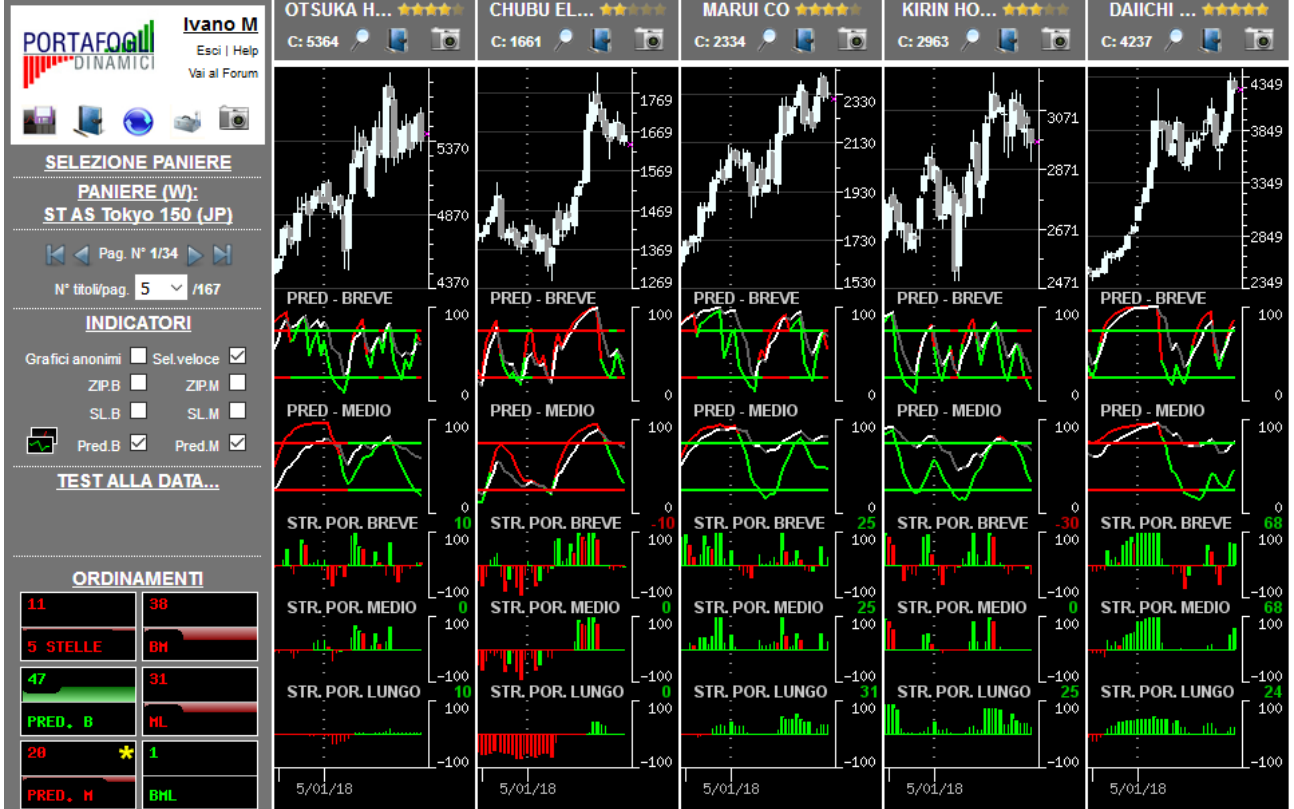 PORTAFOGLI
DINAMICI
Ivano M
Esci | Help
Vai al Forum
SELEZIONE PANIERE
PANIERE (W):
ST AS Tokyo 150 (JP)
Pag. N° 1/34
N° titoli/pag. 5 /167
INDICATORI
Grafici anonimi Sel.veloce
ZIP.B ZIP.M
SL.B SL.M
Pred.B Pred.M
TEST ALLA DATA...
ORDINAMENTI
11
5 STELLE
38
BM
47
PRED. B
31
ML
20 *
PRED. M
1
BML
OTSUKA H...
C: 5364
5370
4870
4370
PRED - BREVE
100
0
PRED - MEDIO
100
0
STR. POR. BREVE 10
100
-100
STR. POR. MEDIO 0
100
-100
STR. POR. LUNGO 10
100
-100
5/01/18
CHUBU EL...
C: 1661
1769
1669
1569
1469
1369
1269
PRED - BREVE
100
0
PRED - MEDIO
100
0
STR. POR. BREVE -10
100
-100
STR. POR. MEDIO 0
100
-100
STR. POR. LUNGO 0
100
-100
5/01/18
MARUI CO
C: 2334
2330
2130
1930
1730
1530
PRED - BREVE
100
0
PRED - MEDIO
100
0
STR. POR. BREVE 25
100
-100
STR. POR. MEDIO 25
100
-100
STR. POR. LUNGO 31
100
-100
5/01/18
KIRIN HO...
C: 2963
3071
2871
2671
2471
PRED - BREVE
100
0
PRED - MEDIO
100
0
STR. POR. BREVE -30
100
-100
STR. POR. MEDIO 0
100
-100
STR. POR. LUNGO 25
100
-100
5/01/18
DAIICHI ...
C: 4237
4349
3849
3349
2849
2349
PRED - BREVE
100
0
PRED - MEDIO
100
0
STR. POR. BREVE 68
100
-100
STR. POR. MEDIO 68
100
-100
STR. POR. LUNGO 24
100
-100
5/01/18